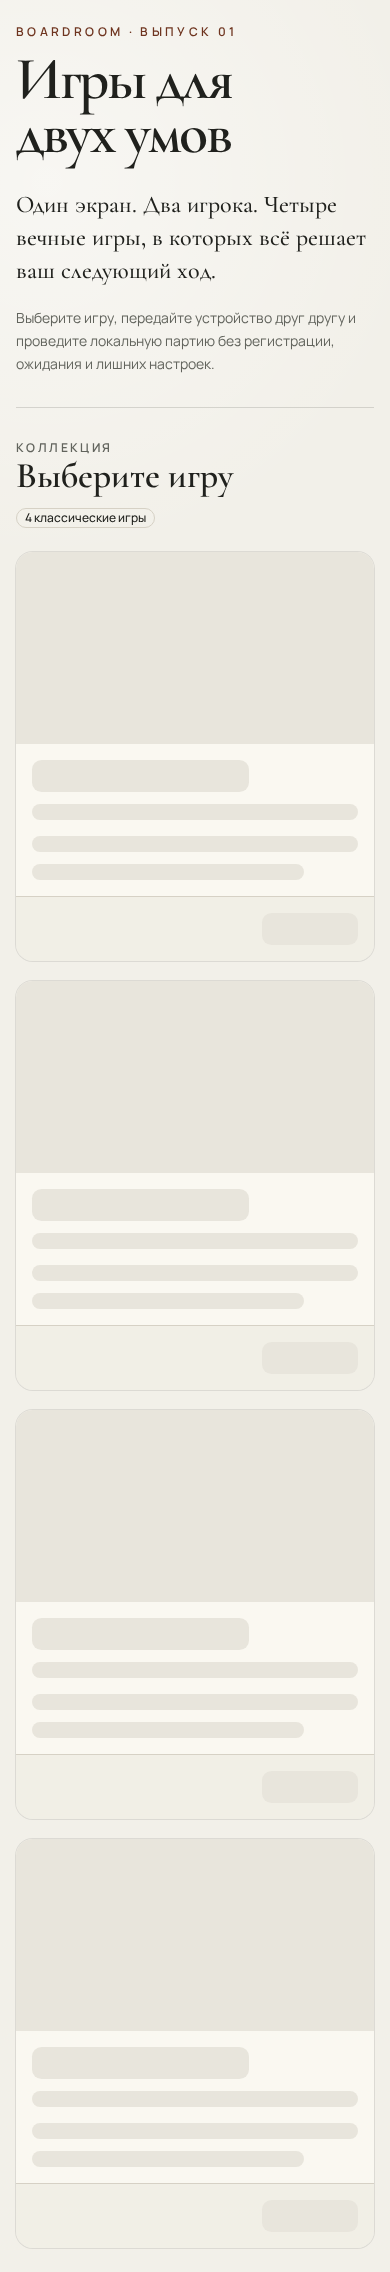 BOARDROOM · ВЫПУСК 01
Игры для
двух умов
Один экран. Два игрока. Четыре
вечные игры, в которых всё решает
ваш следующий ход.
Выберите игру, передайте устройство друг другу и
проведите локальную партию без регистрации,
ожидания и лишних настроек.
КОЛЛЕКЦИЯ
Выберите игру
4 классические игры